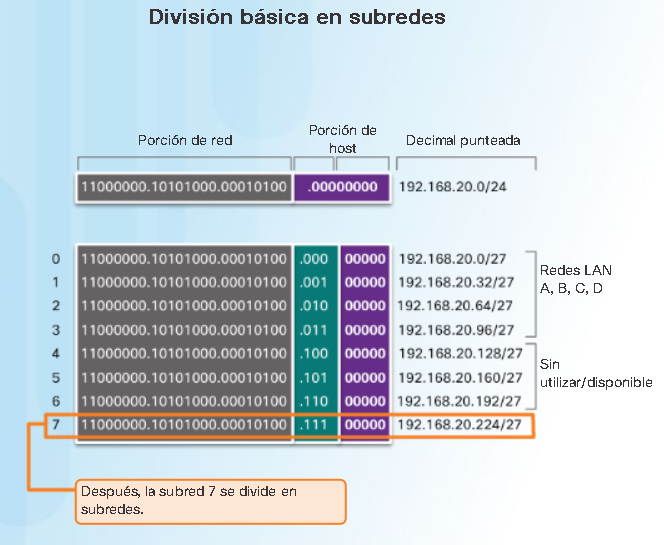 División básica en subredes
Porción de red
Porción de
host
Decimal punteada
11000000.10101000.00010100 .00000000 192.168.20.0/24
0 11000000.10101000.00010100 .000 00000 192.168.20.0/27
1 11000000.10101000.00010100 .001 00000 192.168.20.32/27
2 11000000.10101000.00010100 .010 00000 192.168.20.64/27
3 11000000.10101000.00010100 .011 00000 192.168.20.96/27
Redes LAN
A, B, C, D
4 11000000.10101000.00010100 .100 00000 192.168.20.128/27
5 11000000.10101000.00010100 .101 00000 192.168.20.160/27
6 11000000.10101000.00010100 .110 00000 192.168.20.192/27
Sin
utilizar/disponible
7 11000000.10101000.00010100 .111 00000 192.168.20.224/27
Después, la subred 7 se divide en
subredes.